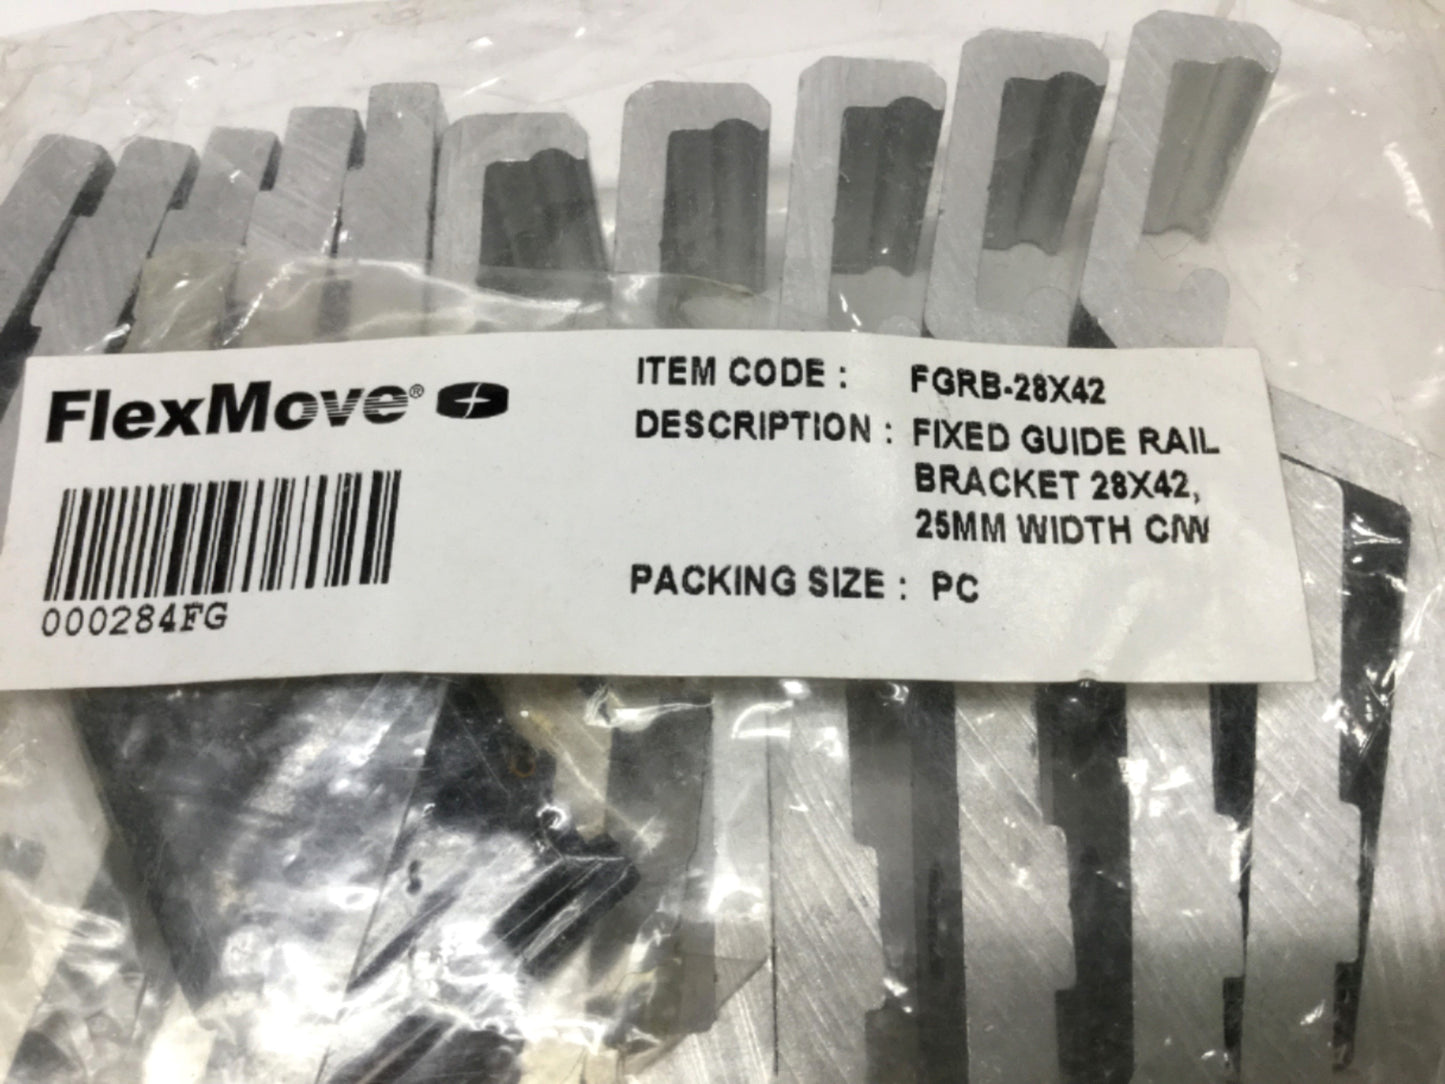 FlexMove®
000284FG
ITEM CODE : FGRB-28X42
DESCRIPTION : FIXED GUIDE RAIL
BRACKET 28X42,
25MM WIDTH C/W
PACKING SIZE : PC